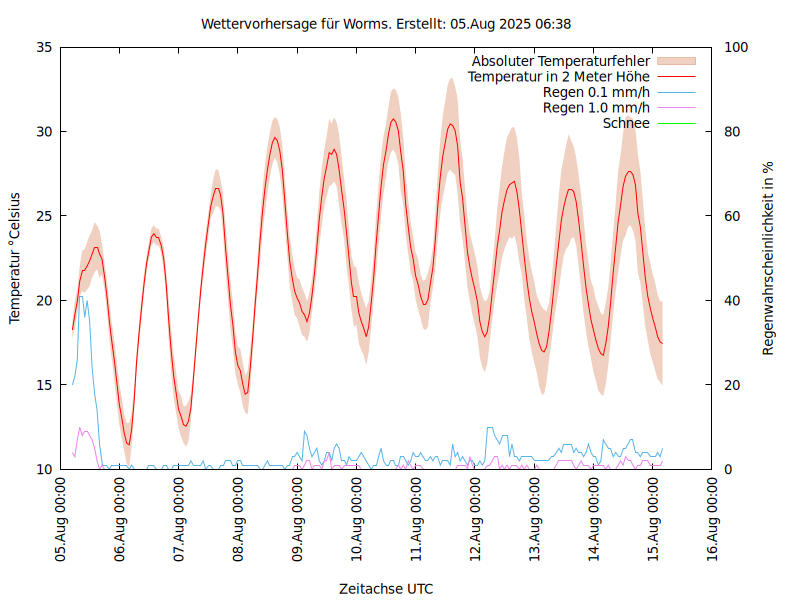 Wettervorhersage für Worms. Erstellt: 05.Aug 2025 06:38
35
30
25
20
15
10
100
80
60
40
20
0
Temperatur °Celsius
Regenwahrscheinlichkeit in %
Absoluter Temperaturfehler
Temperatur in 2 Meter Höhe
Regen 0.1 mm/h
Regen 1.0 mm/h
Schnee
05.Aug 00:00
06.Aug 00:00
07.Aug 00:00
08.Aug 00:00
09.Aug 00:00
10.Aug 00:00
11.Aug 00:00
12.Aug 00:00
13.Aug 00:00
14.Aug 00:00
15.Aug 00:00
16.Aug 00:00
Zeitachse UTC